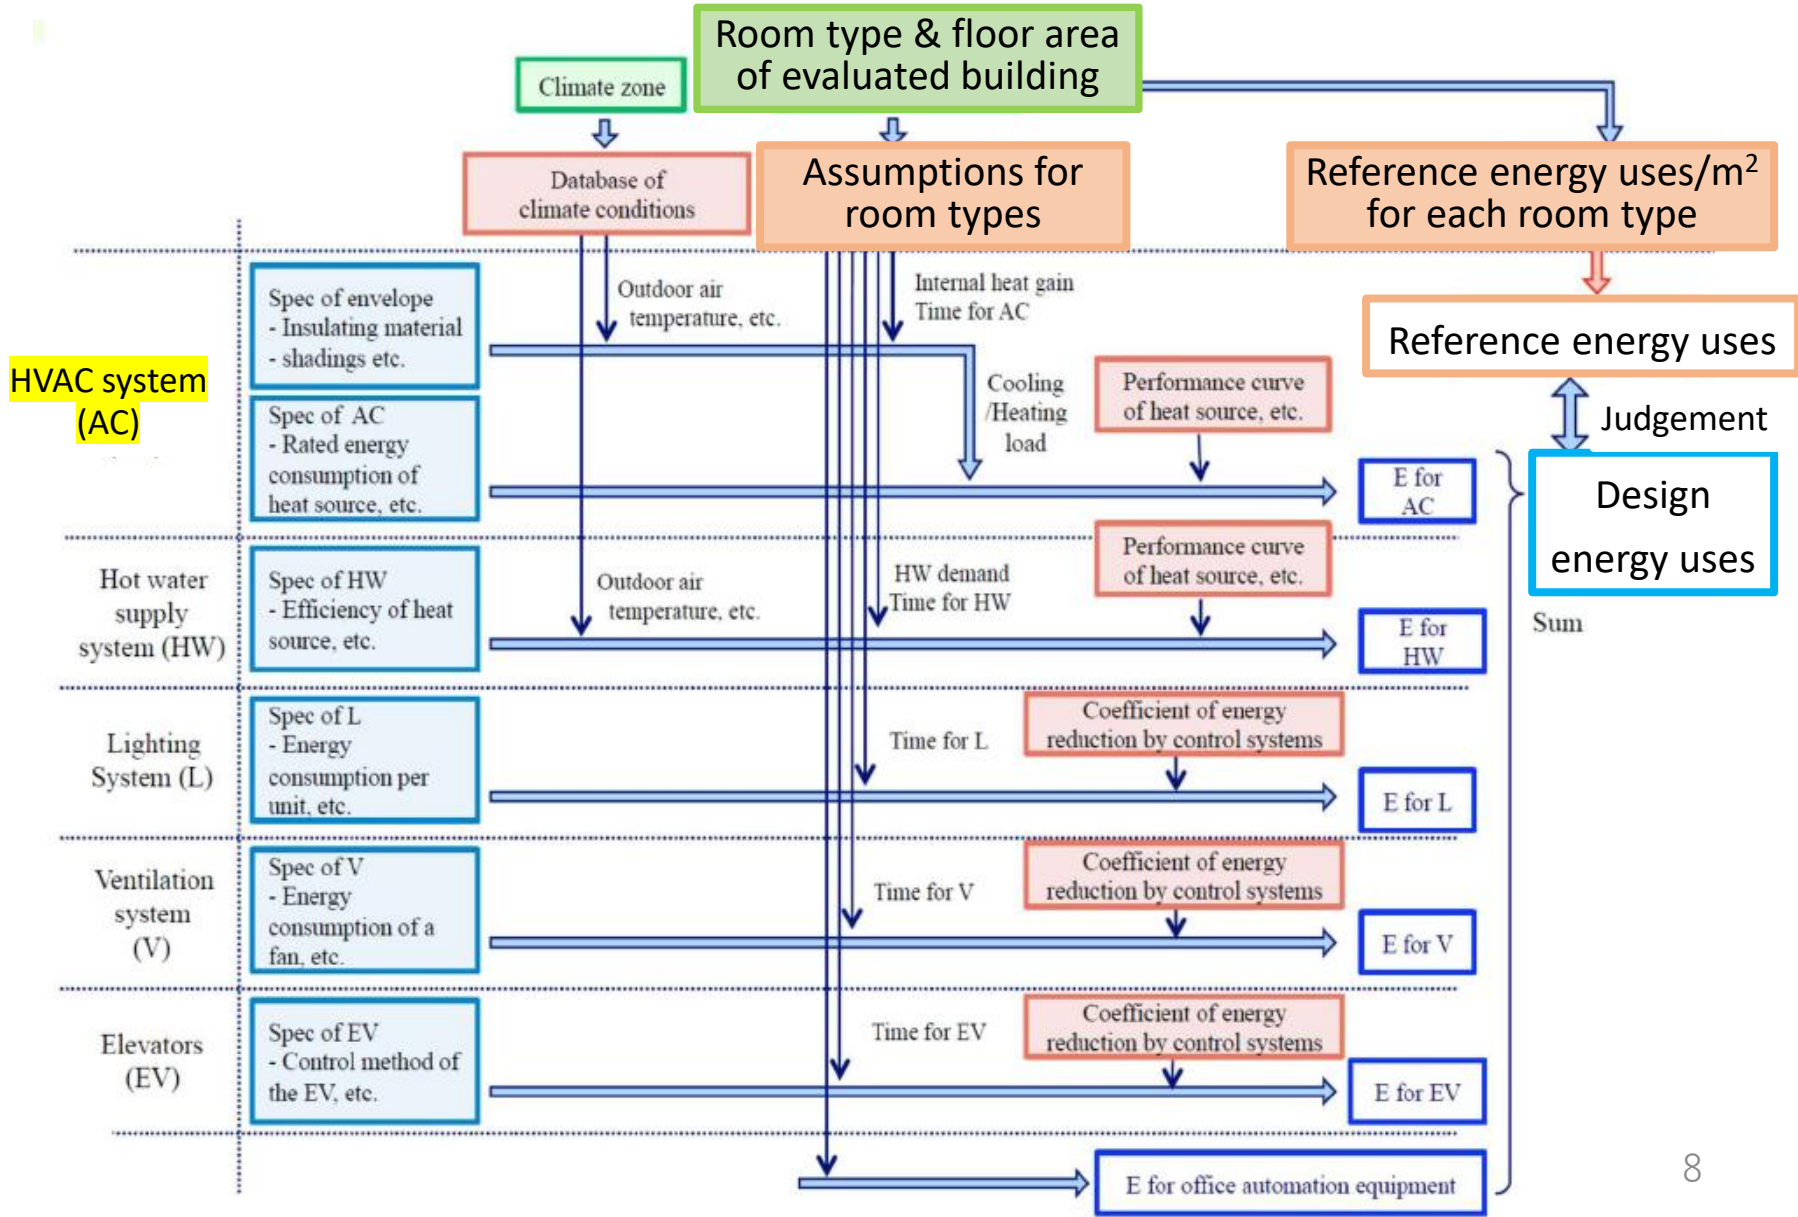 Room type & floor area
of evaluated building
Climate zone
Database of
climate conditions
Assumptions for
room types
Reference energy uses/m²
for each room type
Reference energy uses
Judgement
Design
energy uses
Sum
HVAC system
(AC)
Spec of envelope
- Insulating material
- shadings etc.
Outdoor air
temperature, etc.
Internal heat gain
Time for AC
Cooling
/Heating
load
Spec of AC
- Rated energy
consumption of
heat source, etc.
Performance curve
of heat source, etc.
E for
AC
Hot water
supply
system (HW)
Spec of HW
- Efficiency of heat
source, etc.
Outdoor air
temperature, etc.
HW demand
Time for HW
Performance curve
of heat source, etc.
E for
HW
Lighting
System (L)
Spec of L
- Energy
consumption per
unit, etc.
Time for L
Coefficient of energy
reduction by control systems
E for L
Ventilation
system
(V)
Spec of V
- Energy
consumption of a
fan, etc.
Time for V
Coefficient of energy
reduction by control systems
E for V
Elevators
(EV)
Spec of EV
- Control method of
the EV, etc.
Time for EV
Coefficient of energy
reduction by control systems
E for EV
E for office automation equipment
8